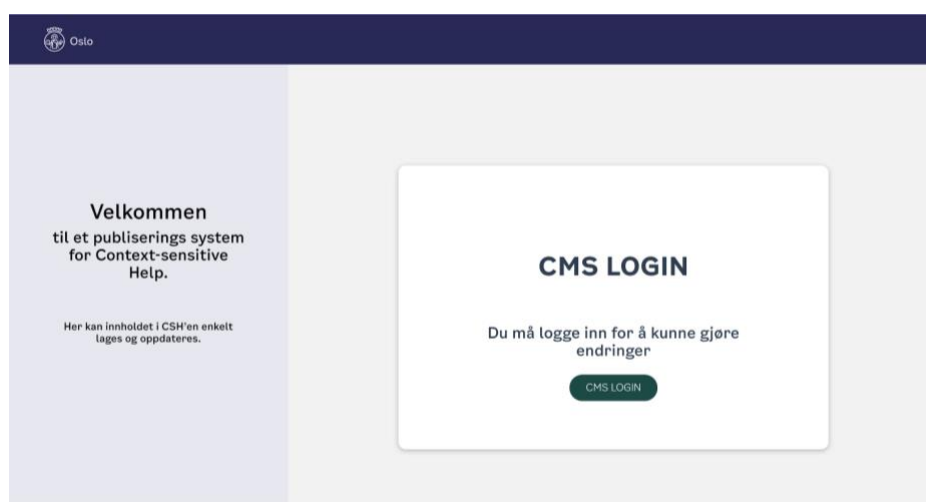 Oslo
Velkommen
til et publiserings system
for Context-sensitive
Help.
Her kan innholdet i CSH'en enkelt
lages og oppdateres.
CMS LOGIN
Du må logge inn for å kunne gjøre
endringer
CMS LOGIN